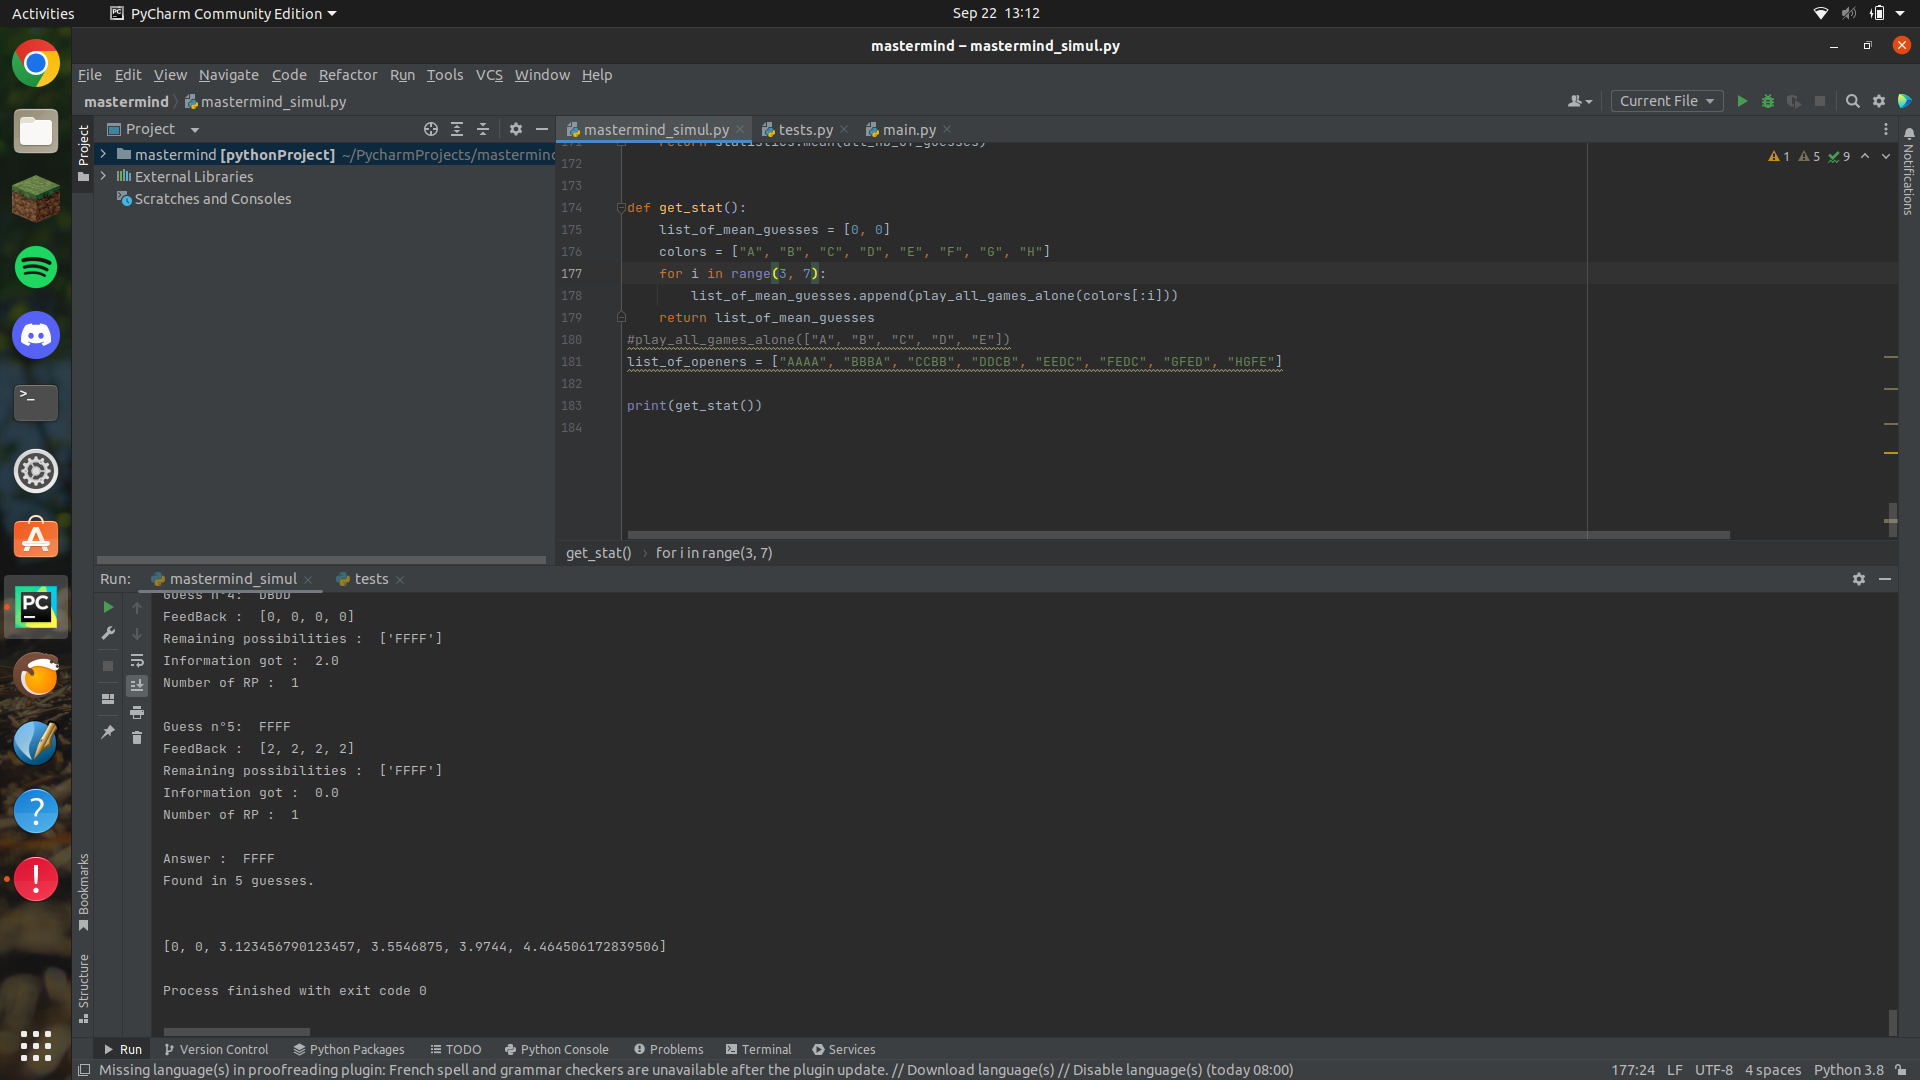 Activities
PyCharm Community Edition
Sep 22 13:12
mastermind – mastermind_simul.py
File Edit View Navigate Code Refactor Run Tools VCS Window Help
mastermind mastermind_simul.py
Current File
Project
mastermind_simul.py tests.py main.py
Project
mastermind [pythonProject] ~/PycharmProjects/mastermind
External Libraries
Scratches and Consoles
Notifications
1 5 9
171 return statistics.mean(all_nb_of_guesses)
172
173
174 def get_stat():
175 list_of_mean_guesses = [0, 0]
176 colors = ["A", "B", "C", "D", "E", "F", "G", "H"]
177 for i in range(3, 7):
178 list_of_mean_guesses.append(play_all_games_alone(colors[:i]))
179 return list_of_mean_guesses
180 #play_all_games_alone(["A", "B", "C", "D", "E"])
181 list_of_openers = ["AAAA", "BBBA", "CCBB", "DDCB", "EEDC", "FEDC", "GFED", "HGFE"]
182
183 print(get_stat())
184
get_stat() for i in range(3, 7)
Run: mastermind_simul tests
Guess n°4: DBDD
FeedBack : [0, 0, 0, 0]
Remaining possibilities : ['FFFF']
Information got : 2.0
Number of RP : 1
Guess n°5: FFFF
FeedBack : [2, 2, 2, 2]
Remaining possibilities : ['FFFF']
Information got : 0.0
Number of RP : 1
Answer : FFFF
Found in 5 guesses.
[0, 0, 3.123456790123457, 3.5546875, 3.9744, 4.464506172839506]
Process finished with exit code 0
Bookmarks
Structure
Run Version Control Python Packages TODO Python Console Problems Terminal Services
Missing language(s) in proofreading plugin: French spell and grammar checkers are unavailable after the plugin update. // Download language(s) // Disable language(s) (today 08:00)
177:24 LF UTF-8 4 spaces Python 3.8